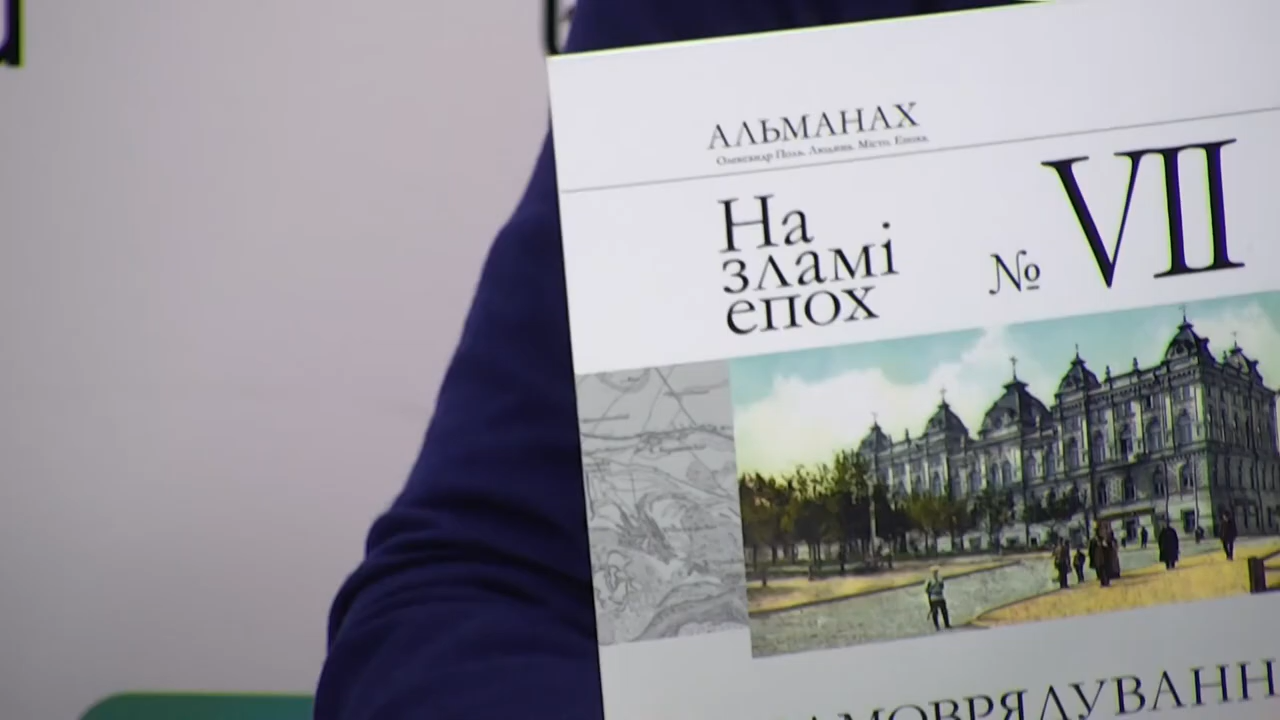 АЛЬМАНАХ
Олександр Поль. Людина. Місто. Епоха.
На
зламі
епох
№ VII
АМОВРЯДУВАНН